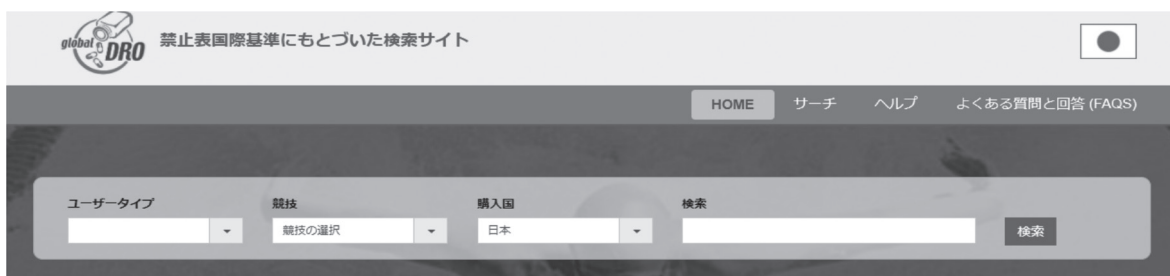 global DRO
禁止表国際基準にもとづいた検索サイト
HOME サーチ ヘルプ よくある質問と回答 (FAQS)
ユーザータイプ 競技 購入国 検索
競技の選択 日本 検索